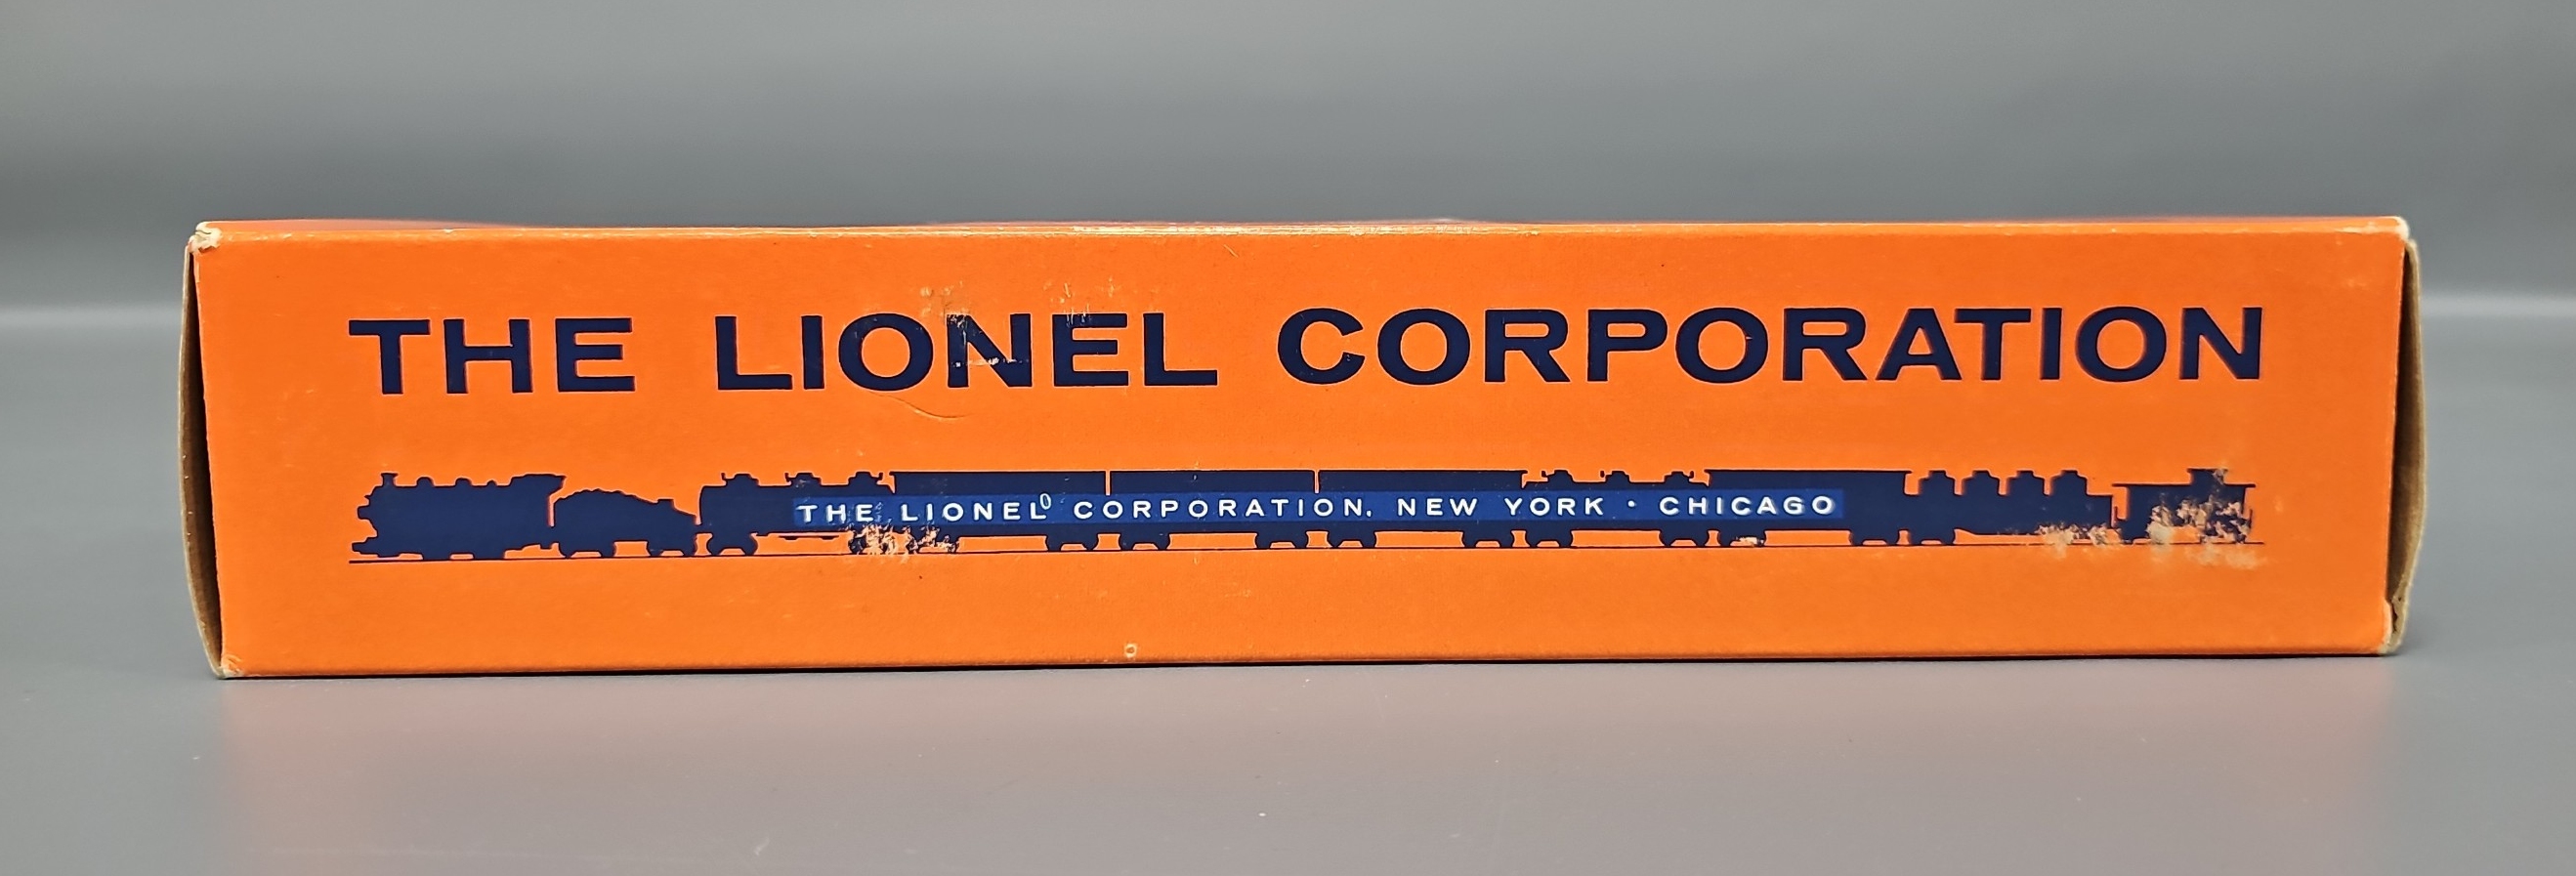 THE LIONEL CORPORATION
THE LIONEL CORPORATION, NEW YORK · CHICAGO